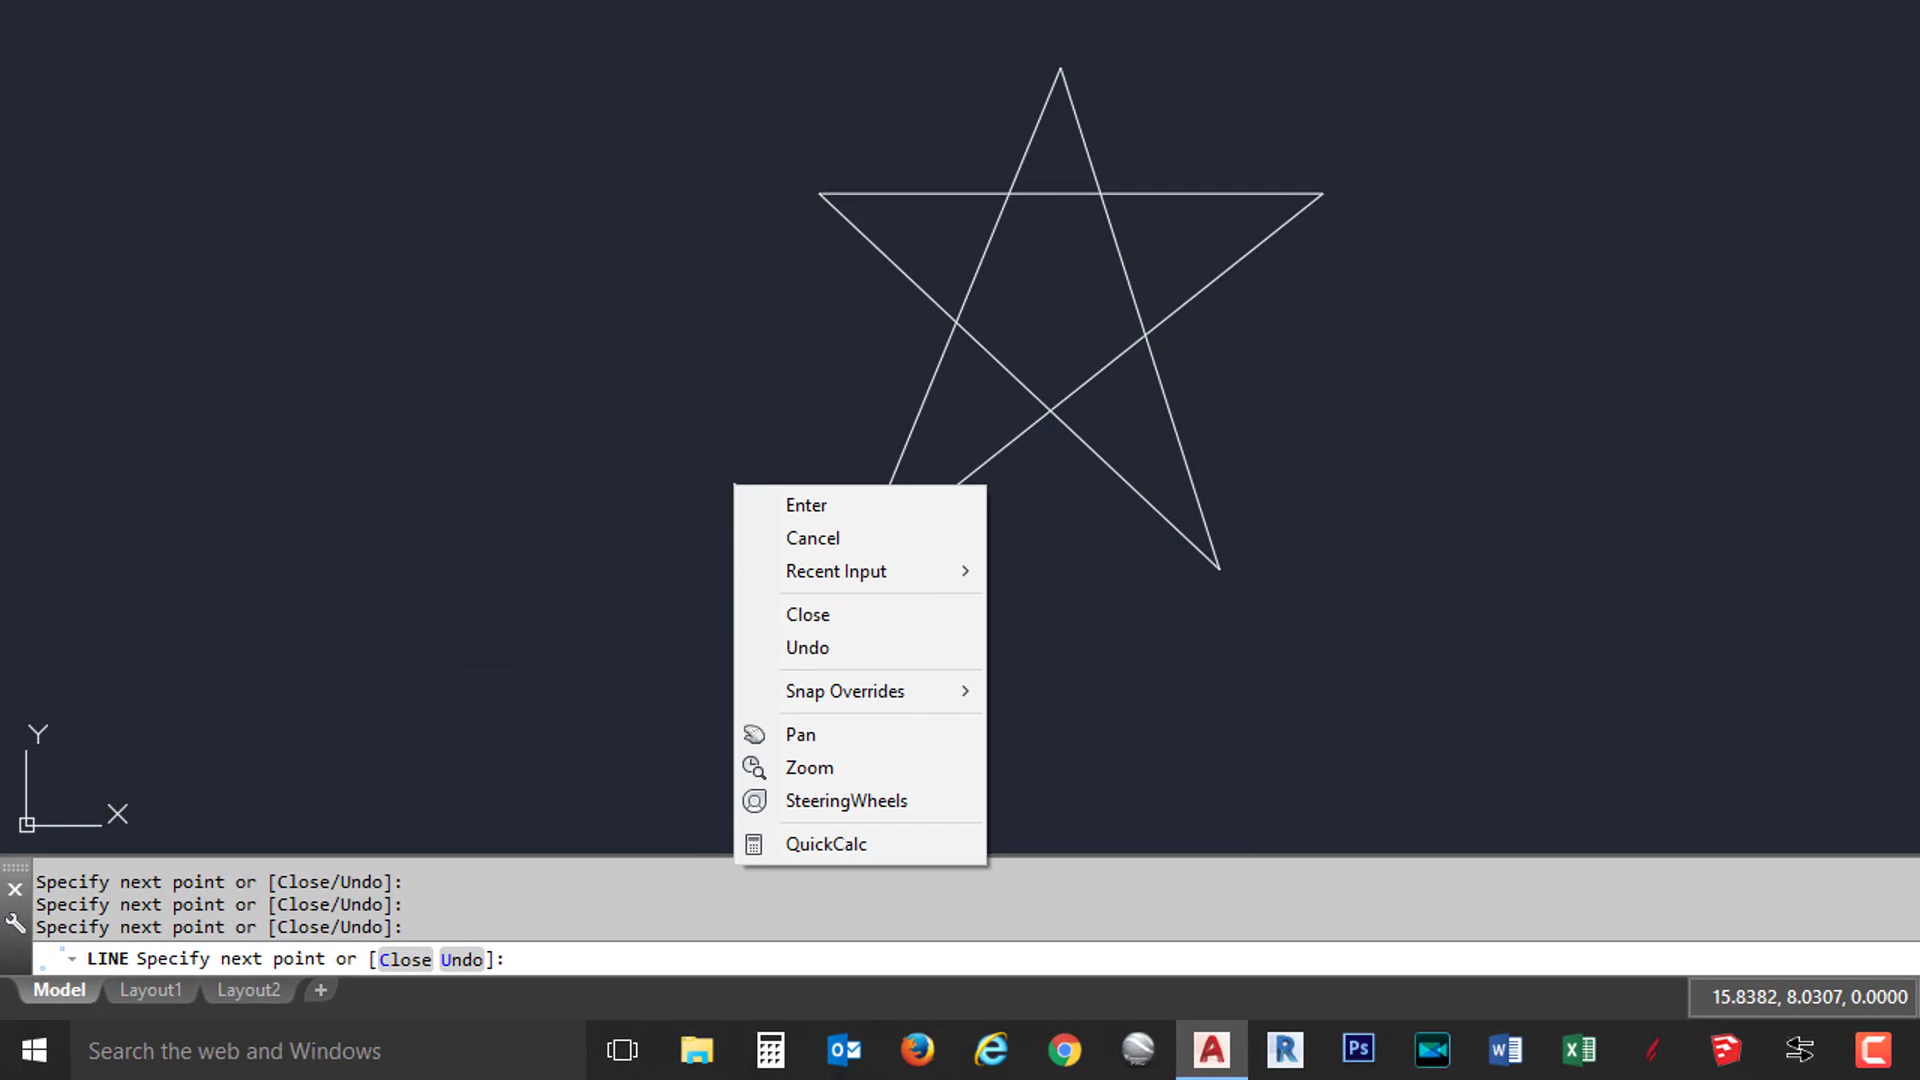 Enter
Cancel
Recent Input
Close
Undo
Snap Overrides
Pan
Zoom
SteeringWheels
QuickCalc
Y
X
Specify next point or [Close/Undo]:
Specify next point or [Close/Undo]:
Specify next point or [Close/Undo]:
LINE Specify next point or [Close Undo]:
Model Layout1 Layout2 +
15.8382, 8.0307, 0.0000
Search the web and Windows